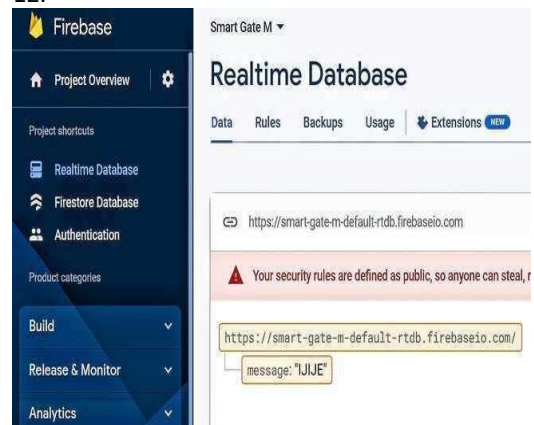 Firebase
Project Overview
Project shortcuts
Realtime Database
Firestore Database
Authentication
Product categories
Build
Release & Monitor
Analytics
Smart Gate M
Realtime Database
Data Rules Backups Usage Extensions NEW
https://smart-gate-m-default-rtdb.firebaseio.com
Your security rules are defined as public, so anyone can steal,
https://smart-gate-m-default-rtdb.firebaseio.com/
message: "IJIJE"